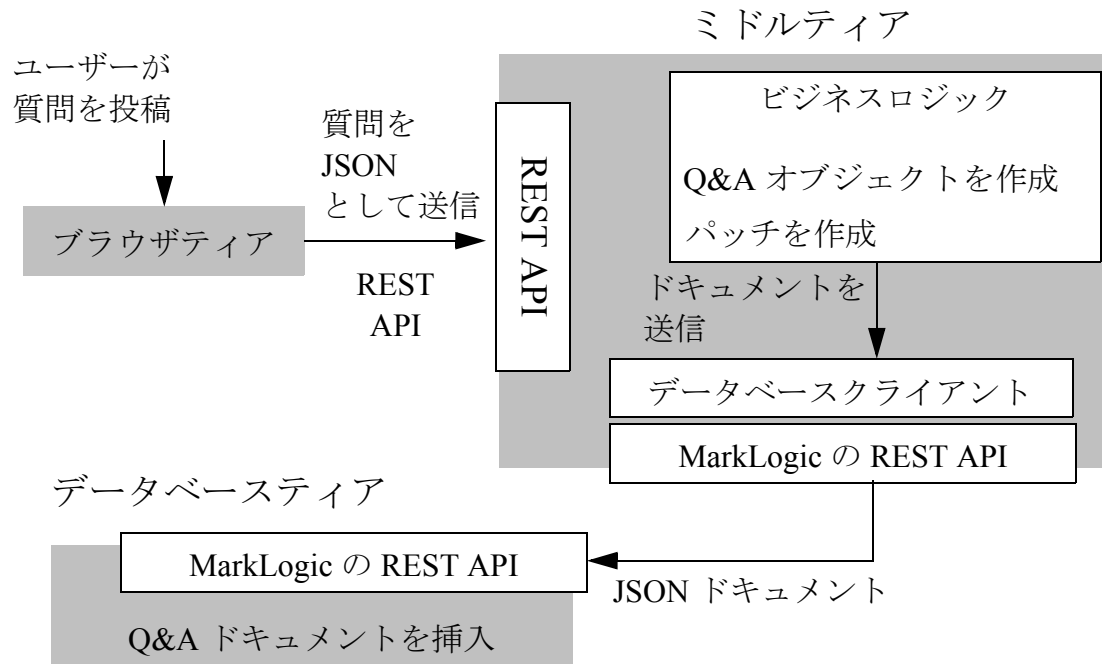 ミドルティア
ユーザーが
質問を投稿
ビジネスロジック
質問を
JSON
として送信
REST API
Q&A オブジェクトを作成
パッチを作成
ブラウザティア
REST
API
ドキュメントを
送信
データベースクライアント
MarkLogic の REST API
データベースティア
MarkLogic の REST API
JSON ドキュメント
Q&A ドキュメントを挿入